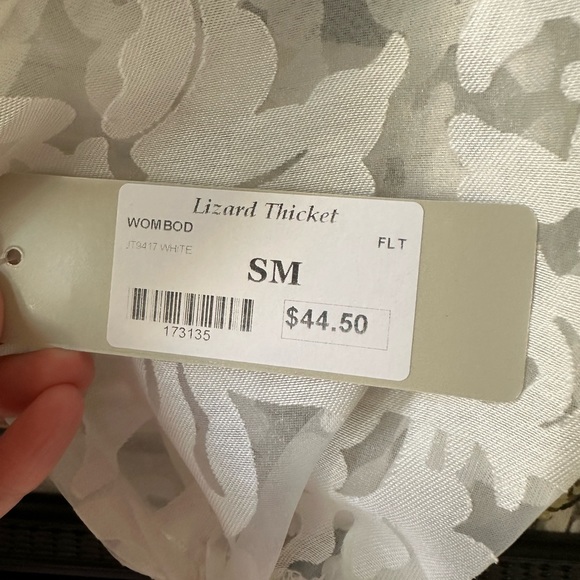 Lizard Thicket
WOMBOD
FLT
JT9417 WHITE
SM
$44.50
173135